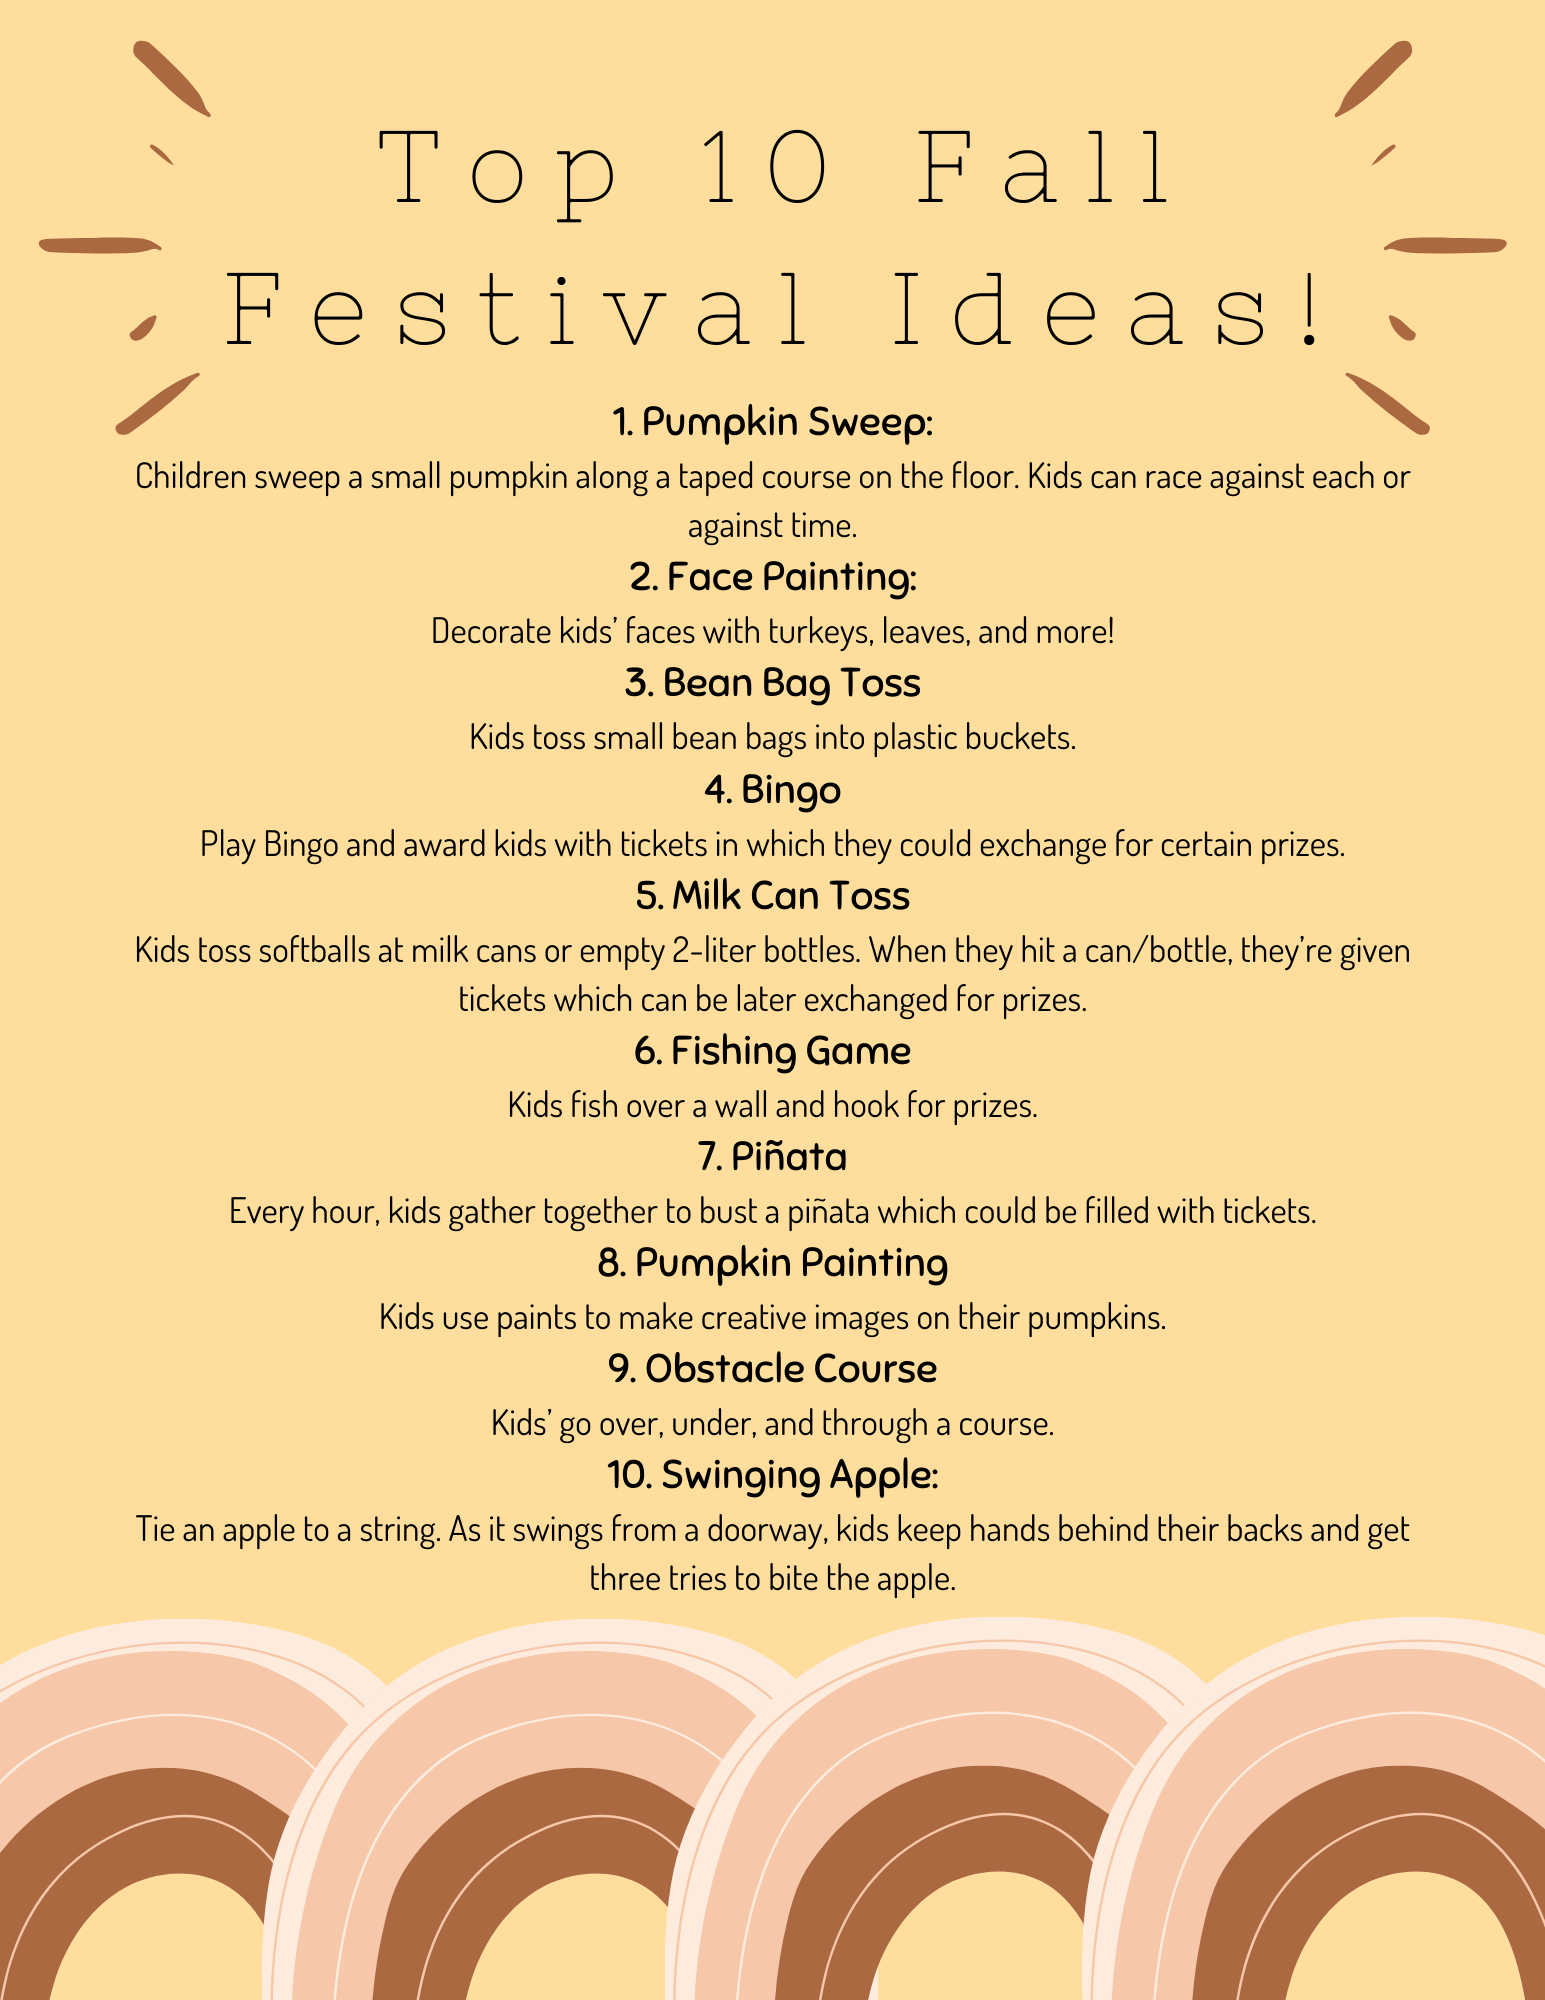 Top 10 Fall
Festival Ideas!
1. Pumpkin Sweep:
Children sweep a small pumpkin along a taped course on the floor. Kids can race against each or
against time.
2. Face Painting:
Decorate kids’ faces with turkeys, leaves, and more!
3. Bean Bag Toss
Kids toss small bean bags into plastic buckets.
4. Bingo
Play Bingo and award kids with tickets in which they could exchange for certain prizes.
5. Milk Can Toss
Kids toss softballs at milk cans or empty 2-liter bottles. When they hit a can/bottle, they’re given
tickets which can be later exchanged for prizes.
6. Fishing Game
Kids fish over a wall and hook for prizes.
7. Piñata
Every hour, kids gather together to bust a piñata which could be filled with tickets.
8. Pumpkin Painting
Kids use paints to make creative images on their pumpkins.
9. Obstacle Course
Kids’ go over, under, and through a course.
10. Swinging Apple:
Tie an apple to a string. As it swings from a doorway, kids keep hands behind their backs and get
three tries to bite the apple.